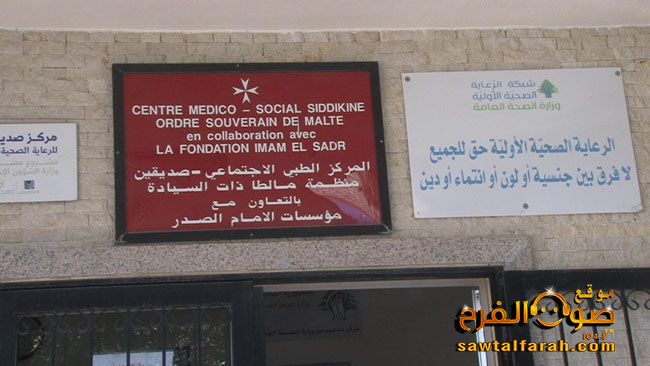 مركز صديقين
للرعاية الصحية
CENTRE MEDICO - SOCIAL SIDDIKINE
ORDRE SOUVERAIN DE MALTE
en collaboration avec
LA FONDATION IMAM EL SADR
المركز الطبي الاجتماعي - صديقين
منظمة مالطا ذات السيادة
بالتعاون مع
مؤسسات الامام الصدر
شبكة الرعاية
الصحية الأولية
وزارة الصحة العامة
الرعاية الصحيّة الأوليّة حق للجميع
لا فرق بين جنسية أو لون أو انتماء أو دين
موقع
صوت الفرح
sawtalfarah.com